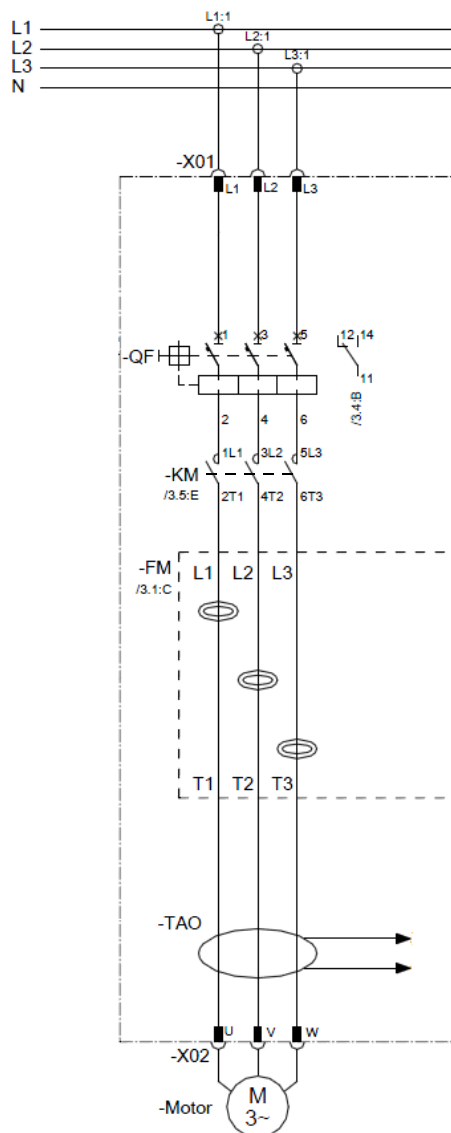 L1
L1:1
L2
L2:1
L3
L3:1
N
-X01
L1 L2 L3
1 3 5
12 14
-QF
11
/3.4:B
2 4 6
1L1 3L2 5L3
-KM
/3.5:E
2T1 4T2 6T3
-FM
/3.1:C
L1 L2 L3
T1 T2 T3
-TAO
U V W
-X02
-Motor
M
3~